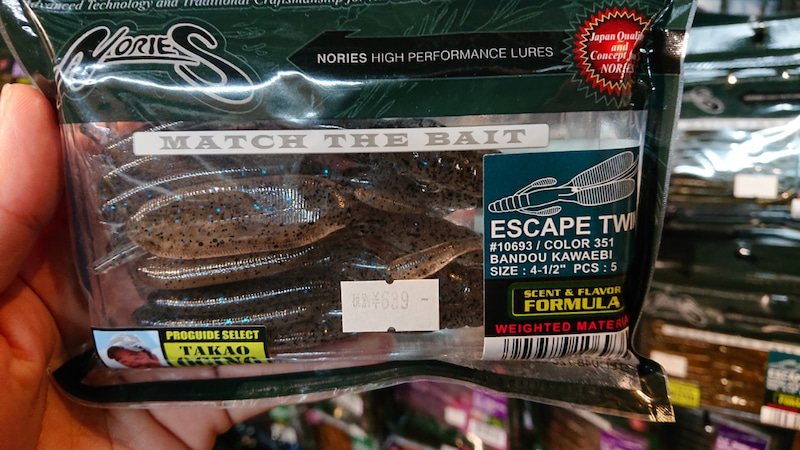 Advanced Technology and Traditional Craftsmanship for
NORIES
NORIES HIGH PERFORMANCE LURES
Japan Quality
and
Concept
NORIES
MATCH THE BAIT
ESCAPE TWIN
#10693 / COLOR 351
BANDOU KAWAEBI
SIZE : 4-1/2" PCS : 5
SCENT & FLAVOR
FORMULA
WEIGHTED MATERIAL
PROGUIDE SELECT
TAKAO